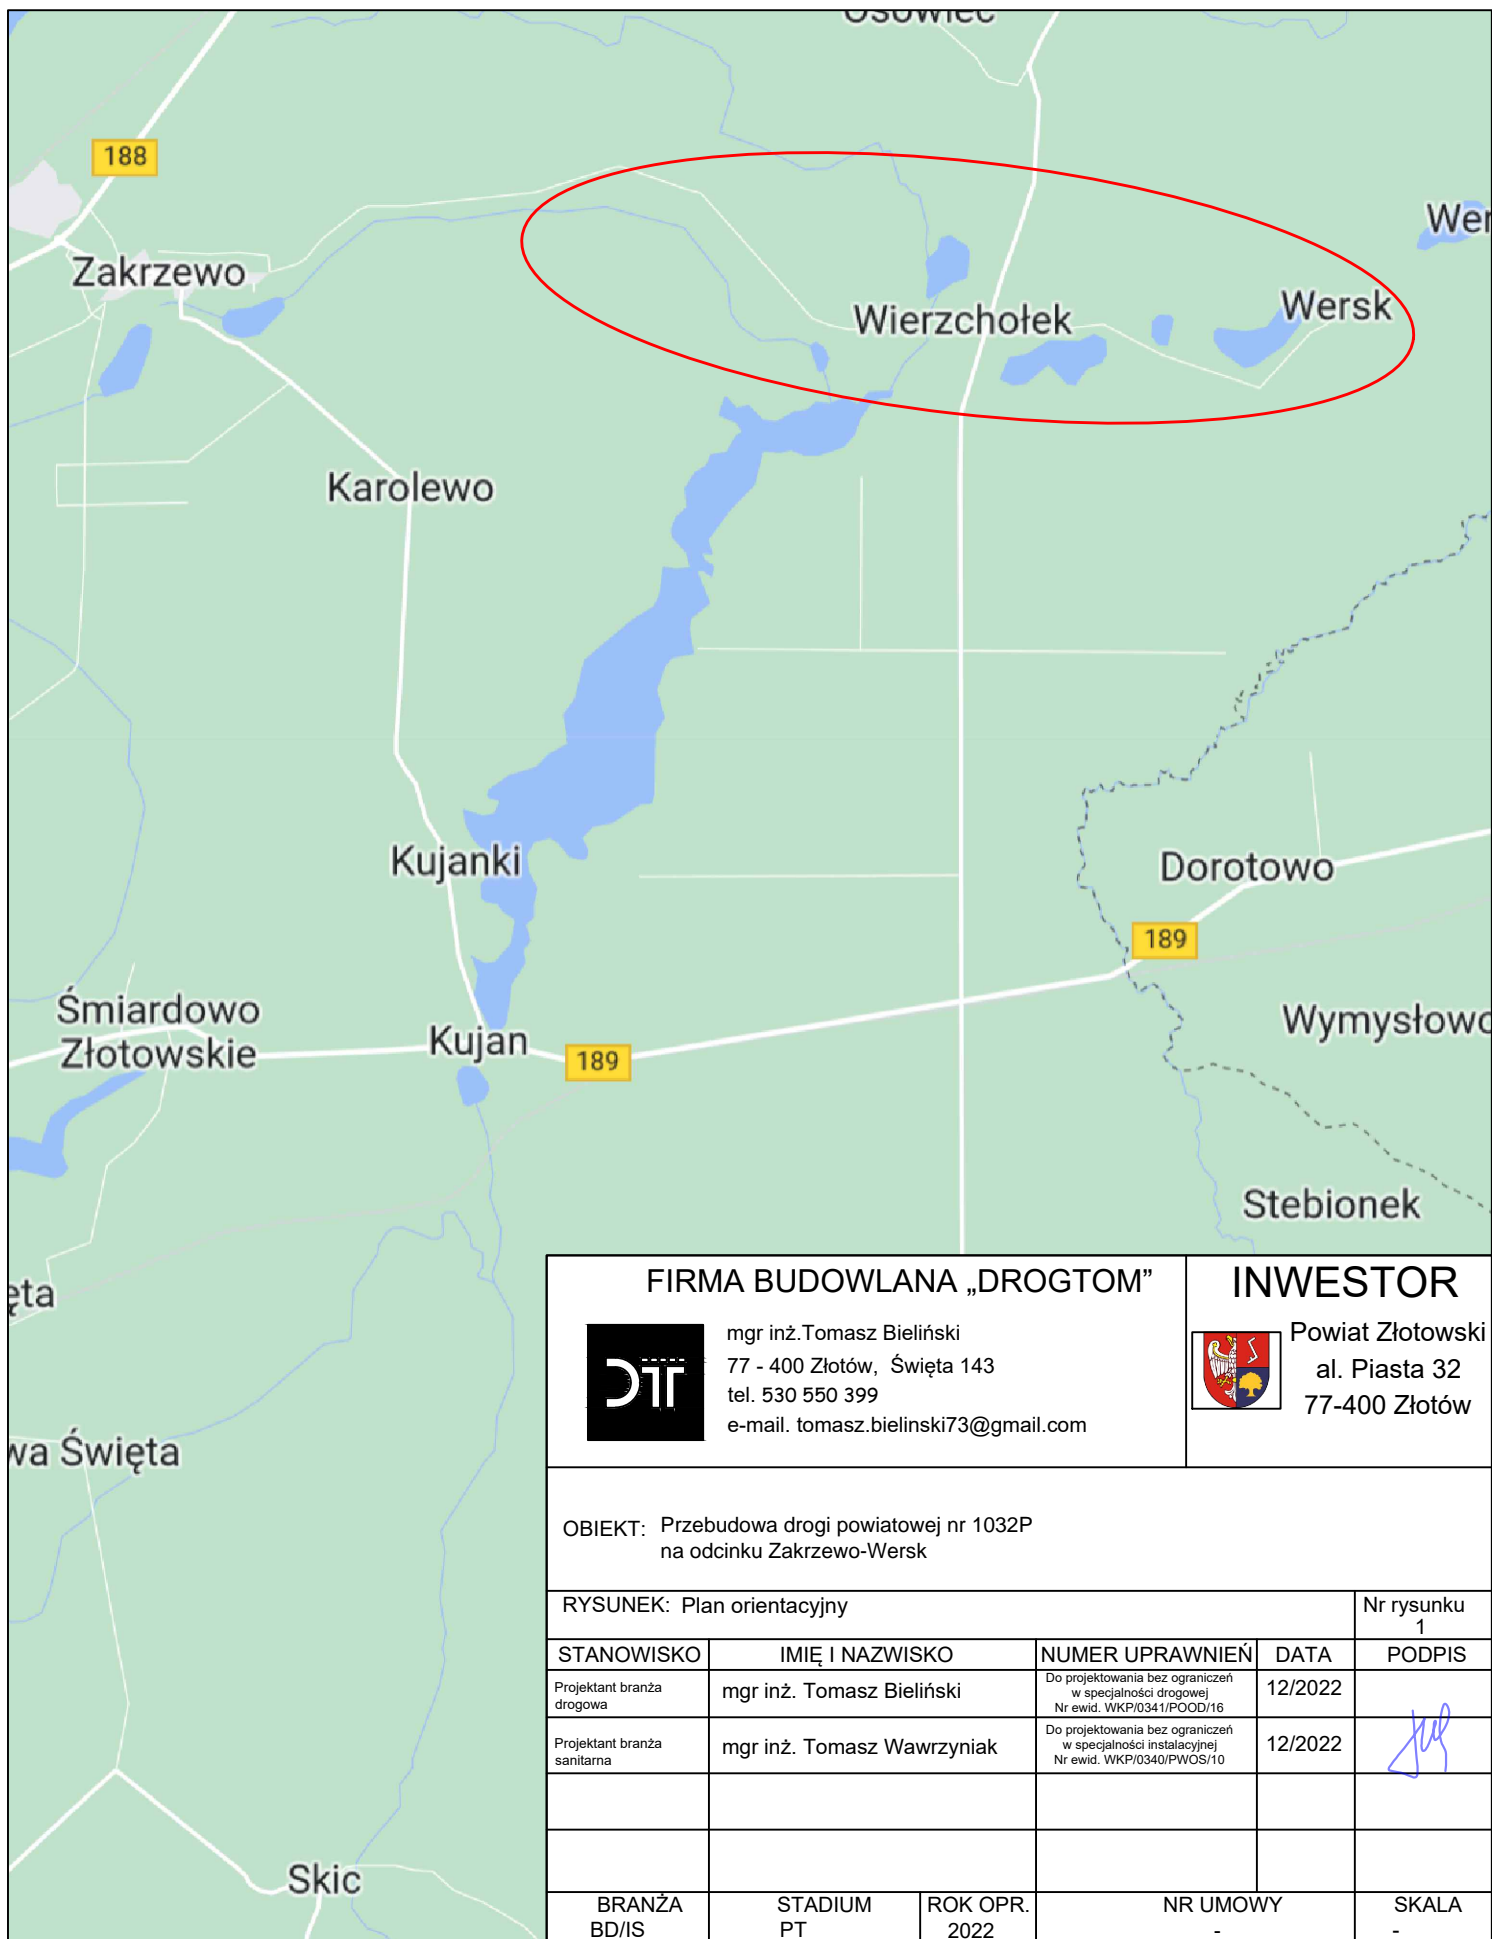 Osowiec
188
Wer
Zakrzewo
Wierzchołek
Wersk
Karolewo
Kujanki
Dorotowo
189
Śmiardowo
Złotowskie
Kujan
189
Wymysłowo
Stebionek
ęta
wa Święta
Skic
FIRMA BUDOWLANA „DROGTOM”
mgr inż.Tomasz Bieliński
77 - 400 Złotów, Święta 143
tel. 530 550 399
e-mail. tomasz.bielinski73@gmail.com
INWESTOR
Powiat Złotowski
al. Piasta 32
77-400 Złotów
OBIEKT: Przebudowa drogi powiatowej nr 1032P
na odcinku Zakrzewo-Wersk
RYSUNEK: Plan orientacyjny
Nr rysunku
1
STANOWISKO IMIĘ I NAZWISKO NUMER UPRAWNIEŃ DATA PODPIS
Projektant branża
drogowa
mgr inż. Tomasz Bieliński
Do projektowania bez ograniczeń
w specjalności drogowej
Nr ewid. WKP/0341/POOD/16
12/2022
Projektant branża
sanitarna
mgr inż. Tomasz Wawrzyniak
Do projektowania bez ograniczeń
w specjalności instalacyjnej
Nr ewid. WKP/0340/PWOS/10
12/2022
BRANŻA STADIUM ROK OPR. NR UMOWY SKALA
BD/IS PT 2022 - -